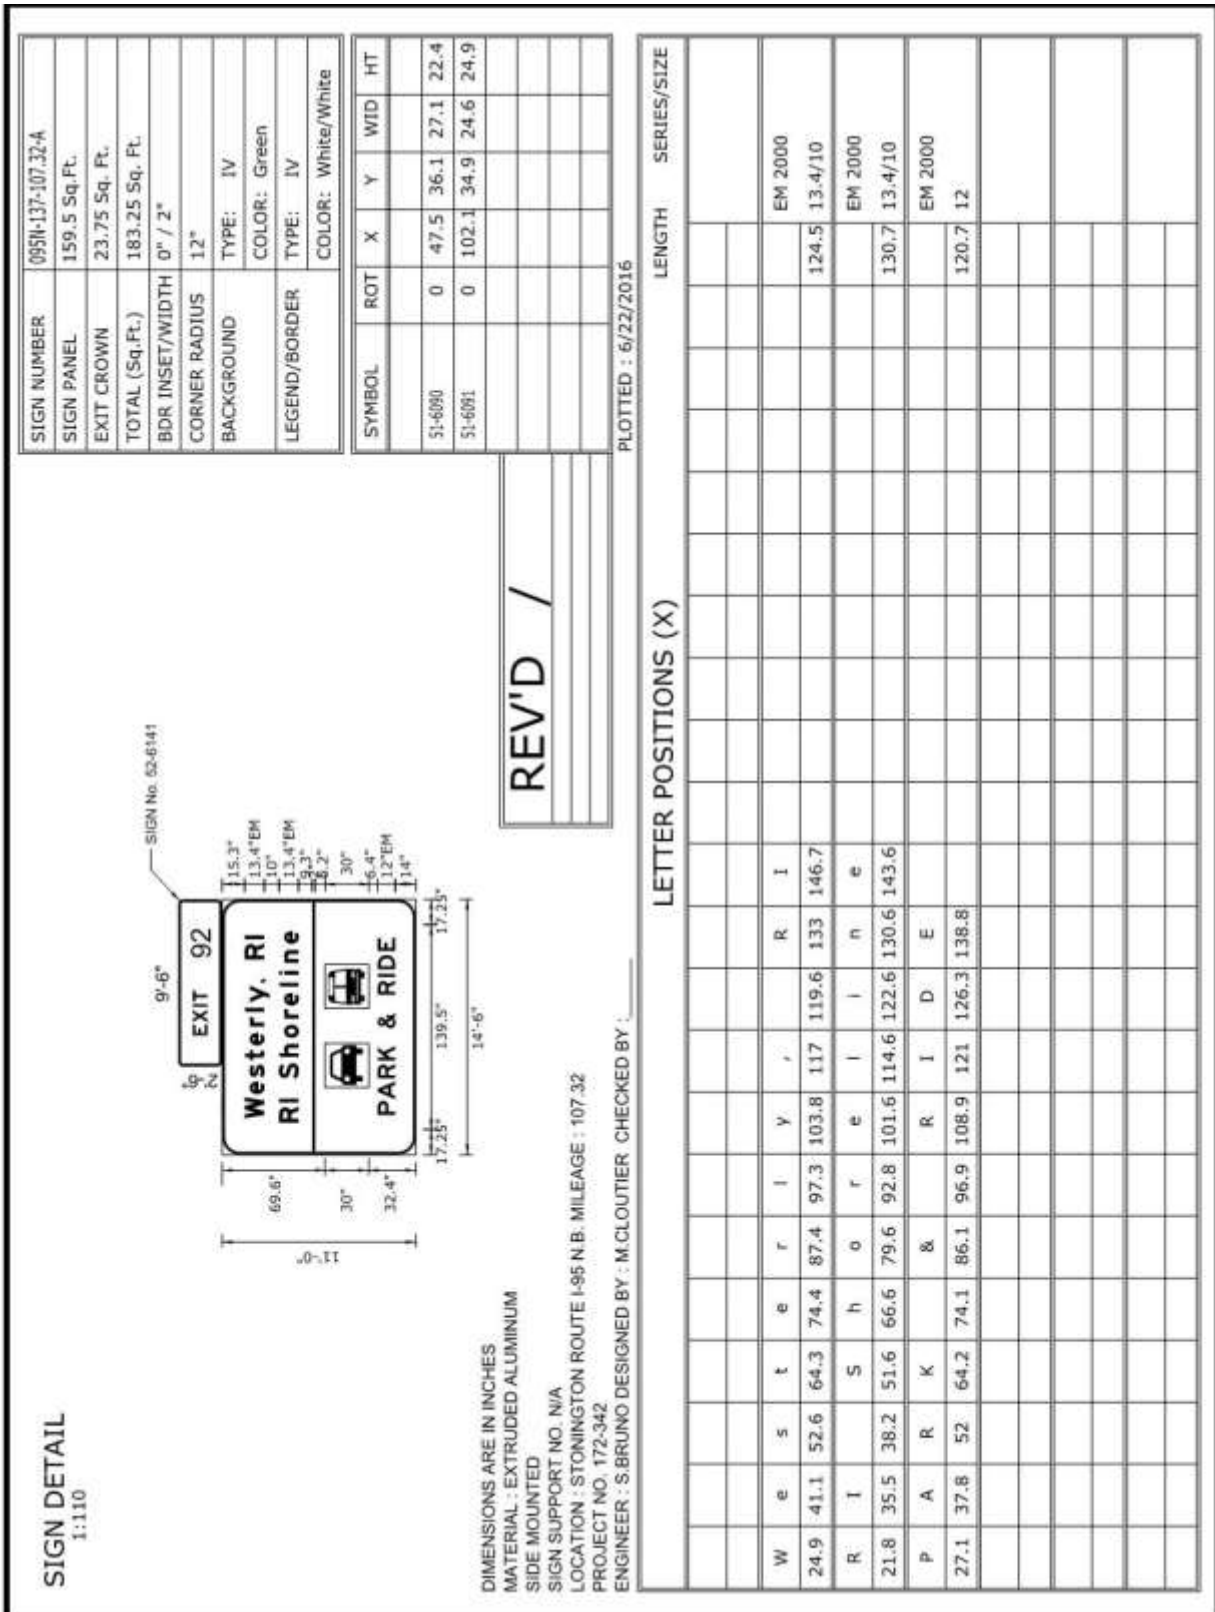 SIGN DETAIL
1:110
SIGN No. 52-6141
9'-6"
2'-6"
EXIT 92
Westerly, RI
RI Shoreline
PARK & RIDE
15.3"
13.4"EM
10"
13.4"EM
9.3"
6.2"
30"
6.4"
12"EM
14"
69.6"
30"
32.4"
11'-0"
17.25" 139.5" 17.25"
14'-6"
SIGN NUMBER 095N-137-107.32-A
SIGN PANEL 159.5 Sq.Ft.
EXIT CROWN 23.75 Sq. Ft.
TOTAL (Sq.Ft.) 183.25 Sq. Ft.
BDR INSET/WIDTH 0" / 2"
CORNER RADIUS 12"
BACKGROUND TYPE: IV
COLOR: Green
LEGEND/BORDER TYPE: IV
COLOR: White/White
SYMBOL ROT X Y WID HT
51-6090 0 47.5 36.1 27.1 22.4
51-6091 0 102.1 34.9 24.6 24.9
REV'D /
DIMENSIONS ARE IN INCHES
MATERIAL : EXTRUDED ALUMINUM
SIDE MOUNTED
SIGN SUPPORT NO. N/A
LOCATION : STONINGTON ROUTE I-95 N.B. MILEAGE : 107.32
PROJECT NO. 172-342
ENGINEER : S.BRUNO DESIGNED BY : M.CLOUTIER CHECKED BY :
PLOTTED : 6/22/2016
LETTER POSITIONS (X) LENGTH SERIES/SIZE
W e s t e r l y , R I EM 2000
24.9 41.1 52.6 64.3 74.4 87.4 97.3 103.8 117 119.6 133 146.7 124.5 13.4/10
R I S h o r e l i n e EM 2000
21.8 35.5 38.2 51.6 66.6 79.6 92.8 101.6 114.6 122.6 130.6 143.6 130.7 13.4/10
P A R K & R I D E EM 2000
27.1 37.8 52 64.2 74.1 86.1 96.9 108.9 121 126.3 138.8 120.7 12